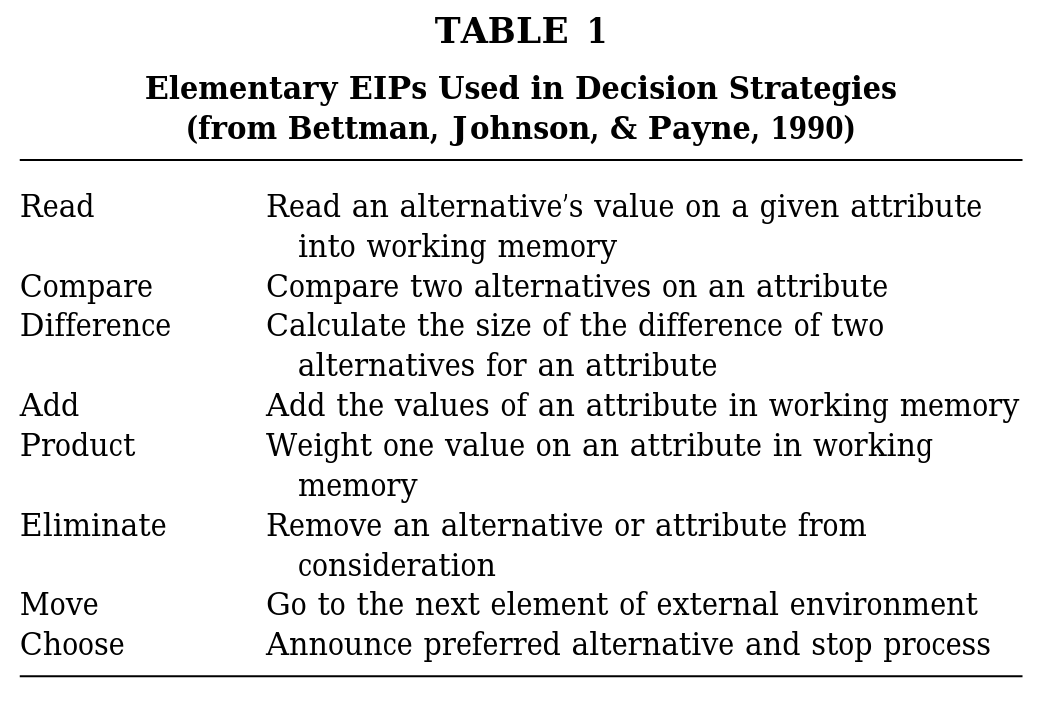 TABLE 1
Elementary EIPs Used in Decision Strategies
(from Bettman, Johnson, & Payne, 1990)
Read Read an alternative’s value on a given attribute
into working memory
Compare Compare two alternatives on an attribute
Difference Calculate the size of the difference of two
alternatives for an attribute
Add Add the values of an attribute in working memory
Product Weight one value on an attribute in working
memory
Eliminate Remove an alternative or attribute from
consideration
Move Go to the next element of external environment
Choose Announce preferred alternative and stop process